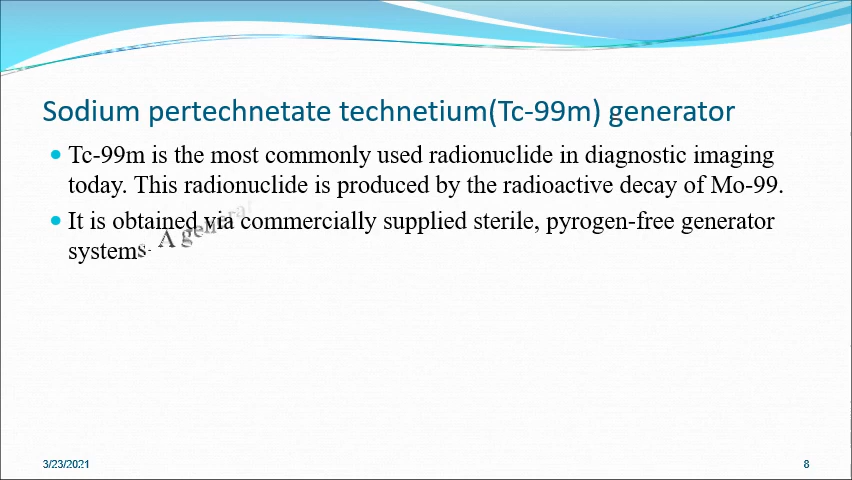 Sodium pertechnetate technetium(Tc-99m) generator
Tc-99m is the most commonly used radionuclide in diagnostic imaging
today. This radionuclide is produced by the radioactive decay of Mo-99.
It is obtained via commercially supplied sterile, pyrogen-free generator
systems. A
3/23/2021
8